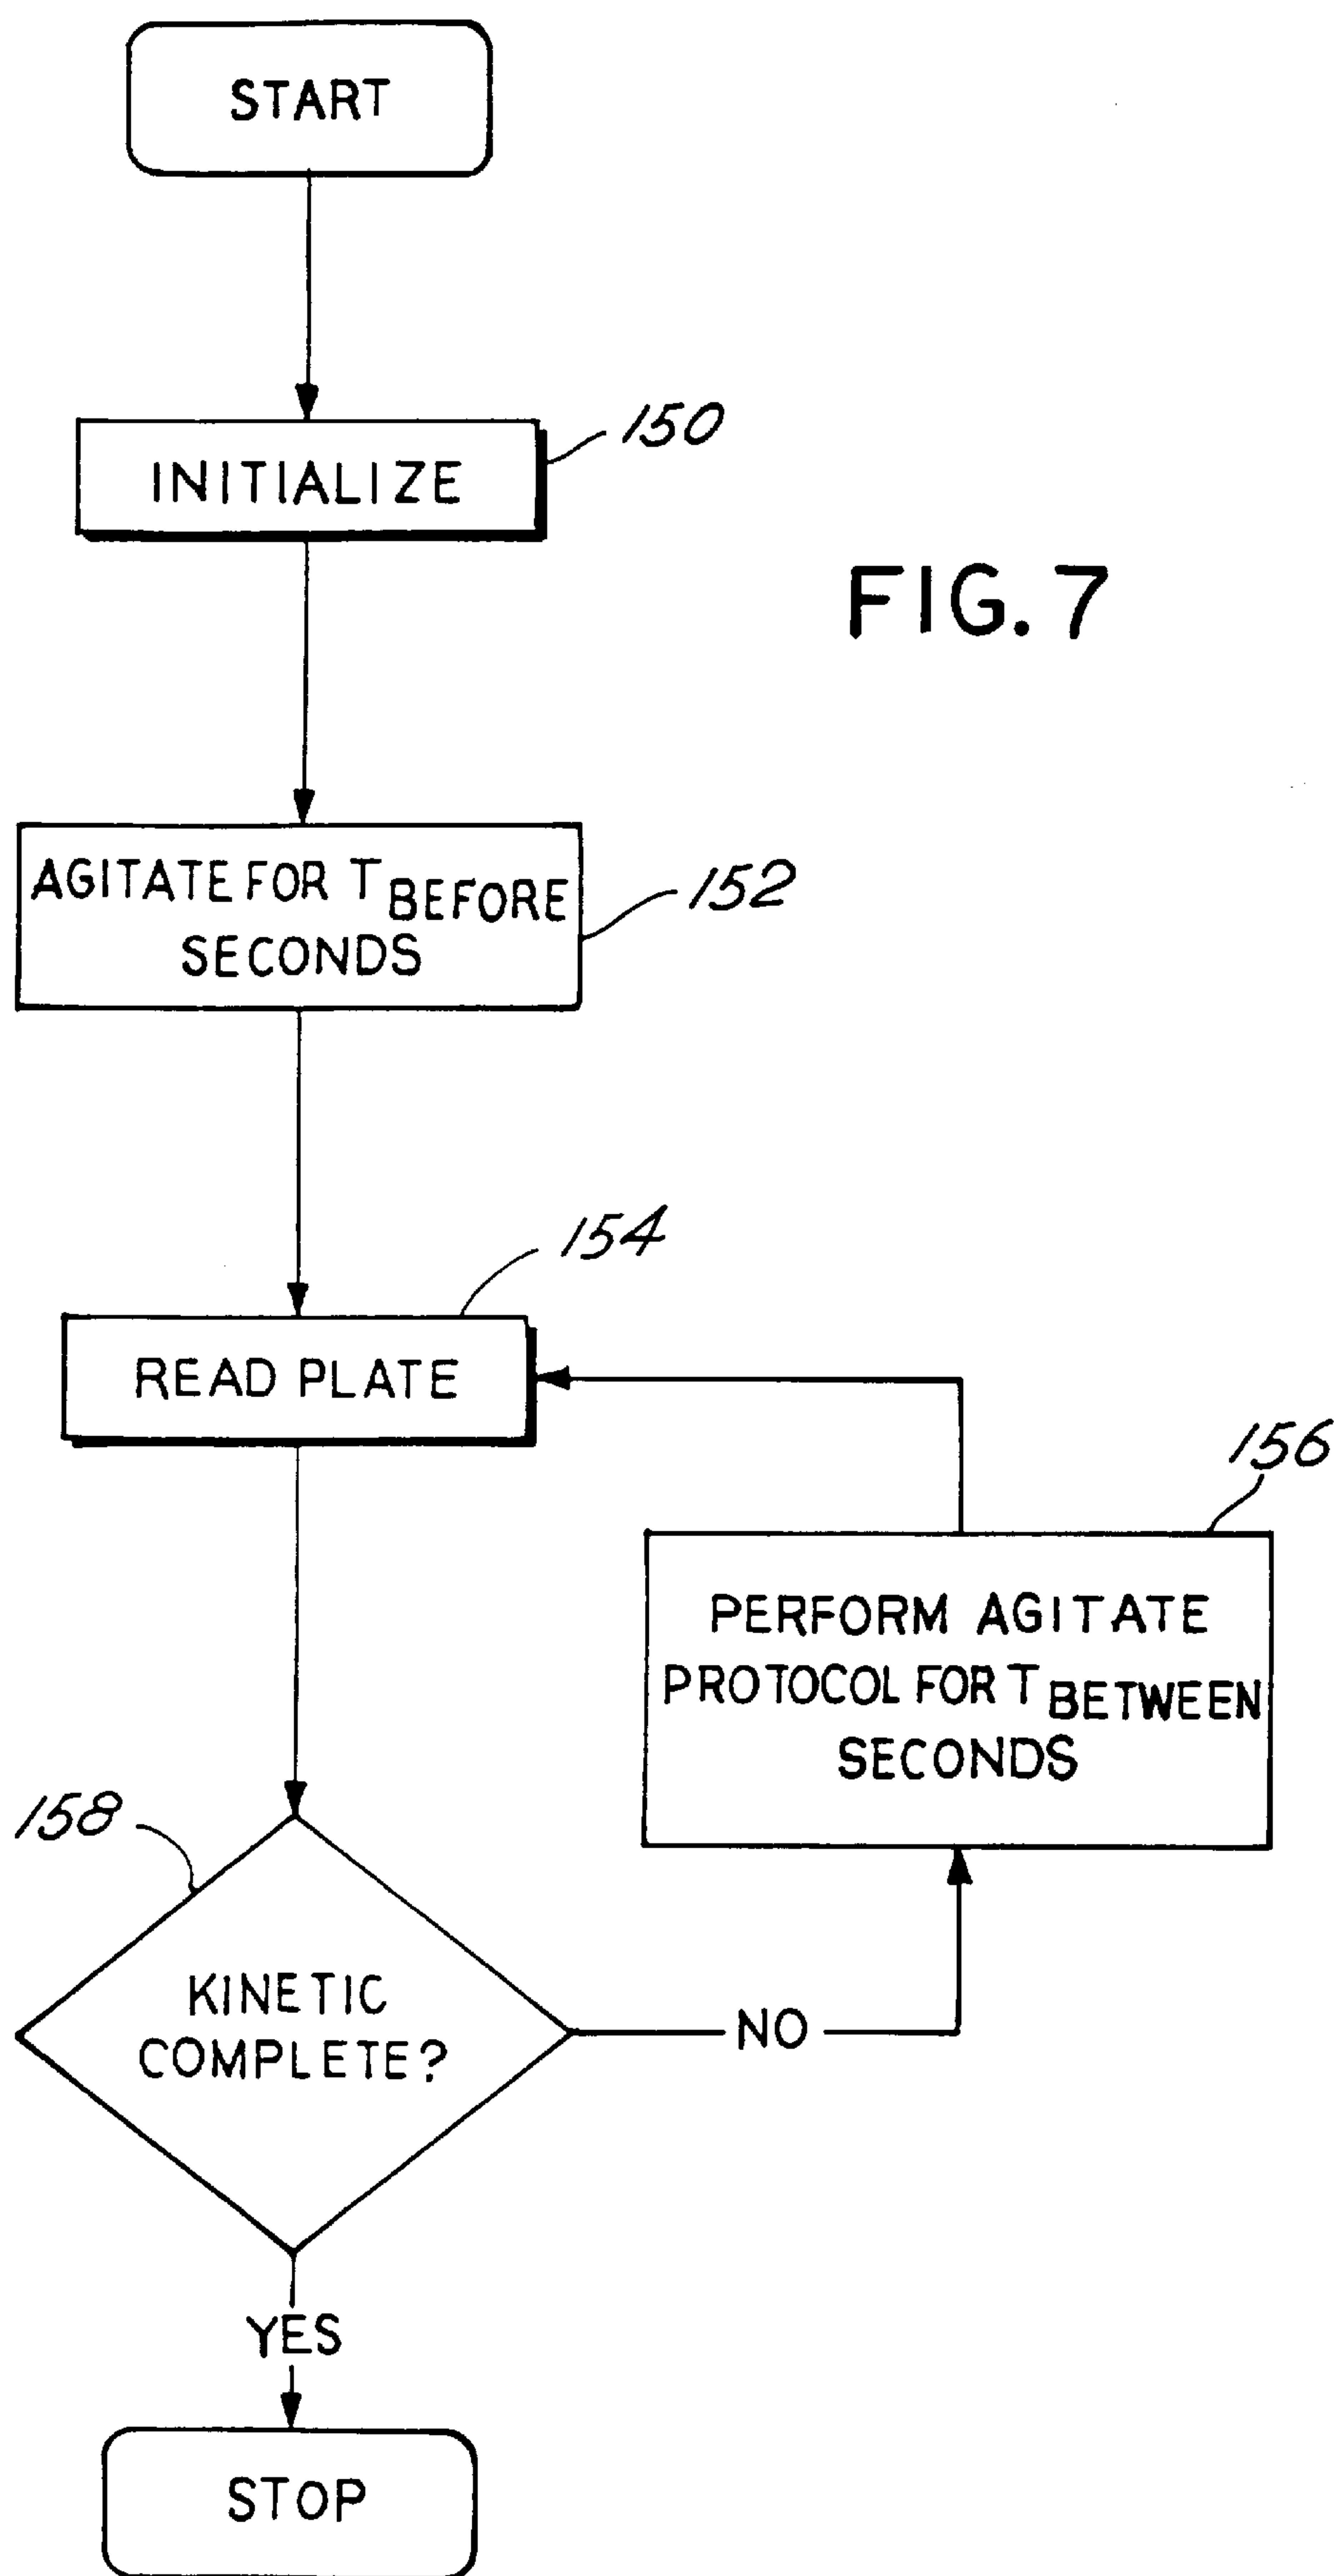 START
INITIALIZE
150
FIG. 7
AGITATE FOR T BEFORE
SECONDS
152
154
READ PLATE
156
PERFORM AGITATE
PROTOCOL FOR T BETWEEN
SECONDS
158
KINETIC
COMPLETE?
NO
YES
STOP